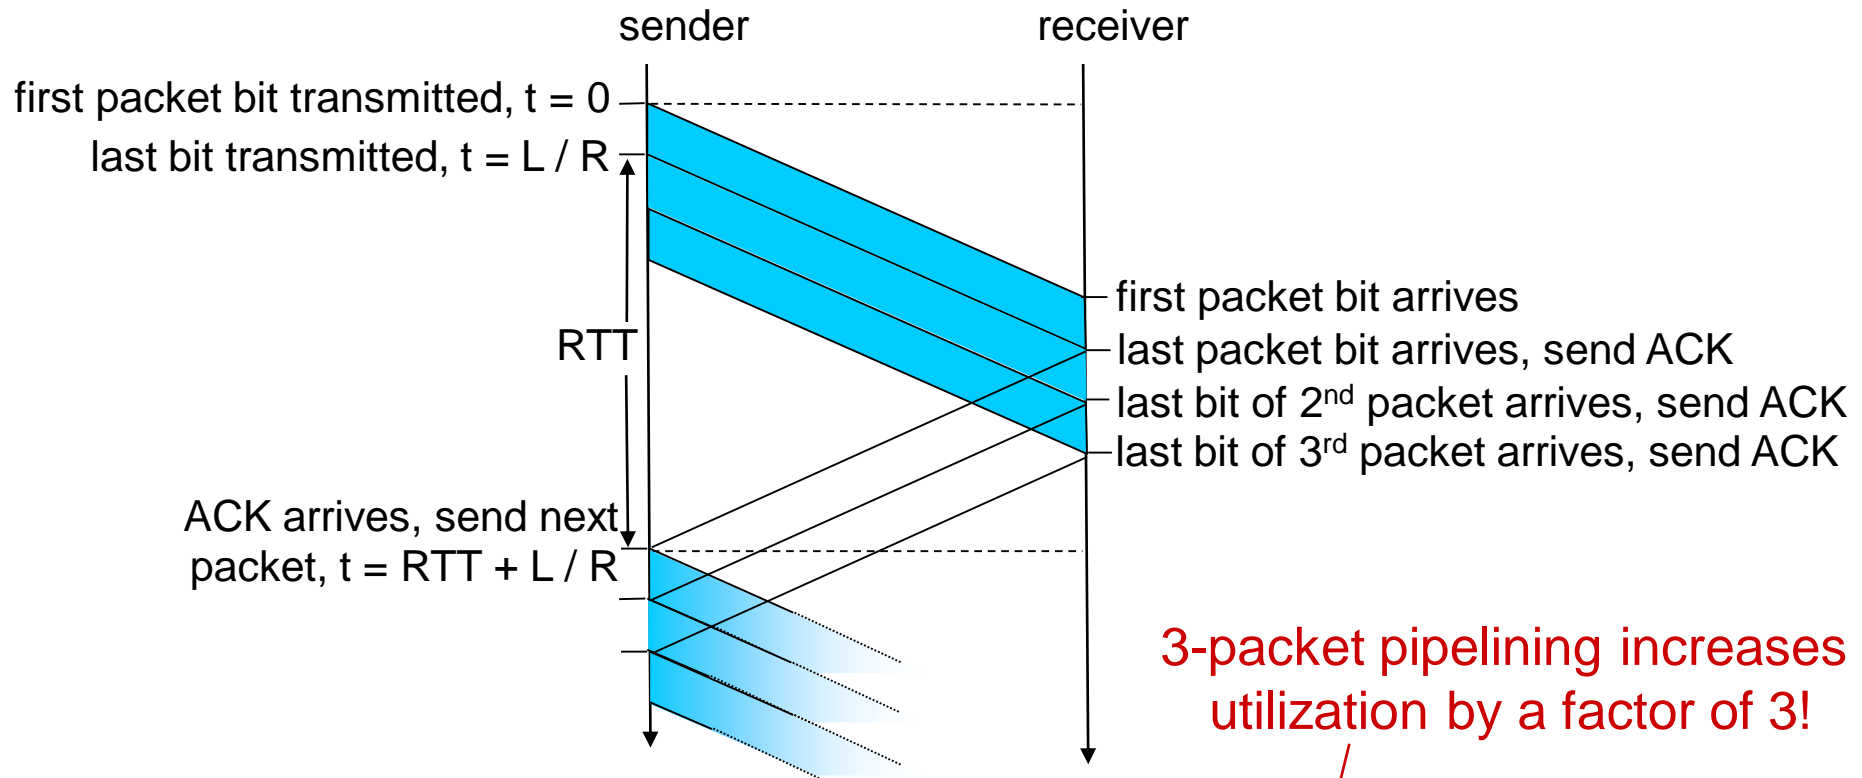 sender
receiver
first packet bit transmitted, t = 0
last bit transmitted, t = L / R
first packet bit arrives
RTT
last packet bit arrives, send ACK
last bit of 2nd packet arrives, send ACK
last bit of 3rd packet arrives, send ACK
ACK arrives, send next
packet, t = RTT + L / R
3-packet pipelining increases
utilization by a factor of 3!